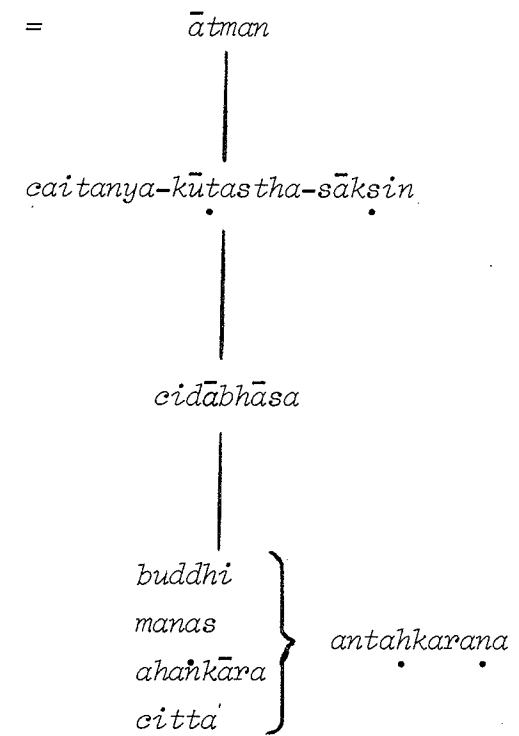 = ātman
caitanya-kūṭastha-sākṣin
cidābhāsa
buddhi
manas
ahaṅkāra
citta
antaḥkaraṇa